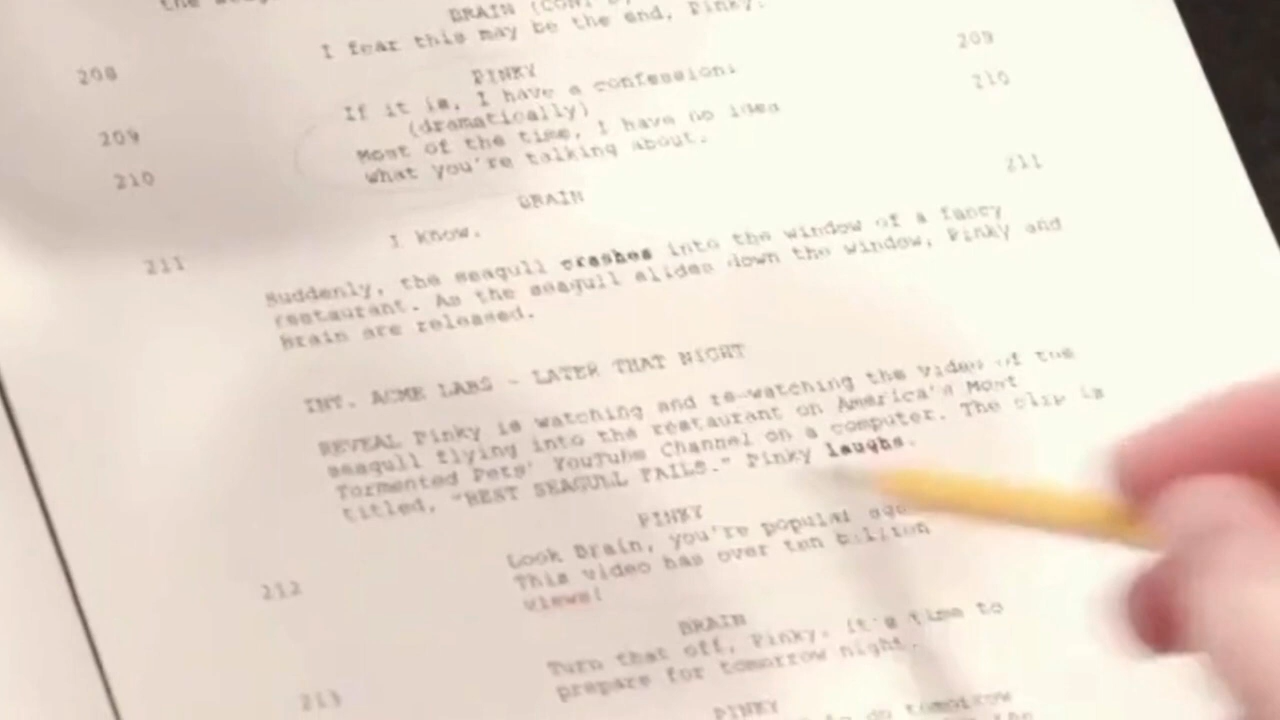 the
BRAIN (CONT'D)
I fear this may be the end, Pinky.
208 209
PINKY
If it is, I have a confession:
209 (dramatically) 210
Most of the time, I have no idea
what you're talking about.
210 211
BRAIN
I know.
211
Suddenly, the seagull crashes into the window of a fancy
restaurant. As the seagull slides down the window, Pinky and
Brain are released.
INT. ACME LABS - LATER THAT NIGHT
REVEAL Pinky is watching and re-watching the video of the
seagull flying into the restaurant on America's Most
Tormented Pets' YouTube Channel on a computer. The clip is
titled, "BEST SEAGULL FAILS." Pinky laughs.
PINKY
212 Look Brain, you're popular
This video has over ten billion
views!
BRAIN
213 Turn that off, Pinky. It's time to
prepare for tomorrow night.
PINKY
do tomorrow
the